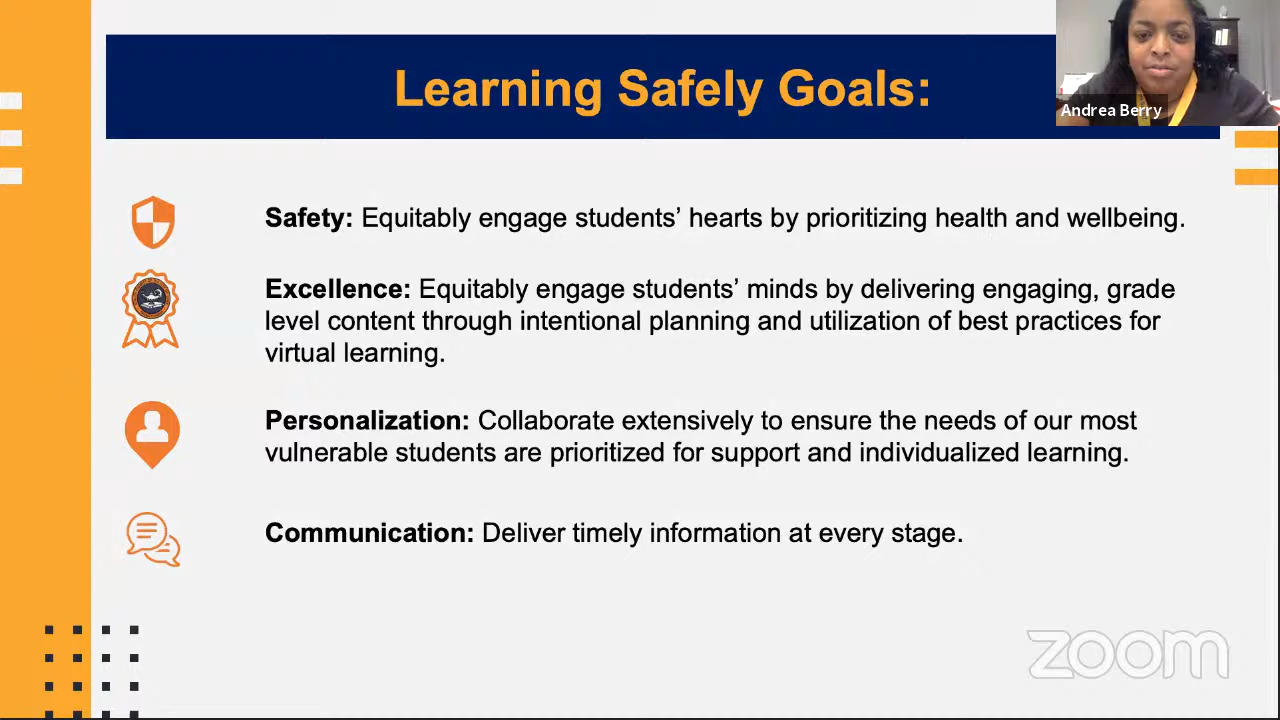 Learning Safely Goals:
Andrea Berry
Safety: Equitably engage students’ hearts by prioritizing health and wellbeing.
Excellence: Equitably engage students’ minds by delivering engaging, grade
level content through intentional planning and utilization of best practices for
virtual learning.
Personalization: Collaborate extensively to ensure the needs of our most
vulnerable students are prioritized for support and individualized learning.
Communication: Deliver timely information at every stage.
zoom